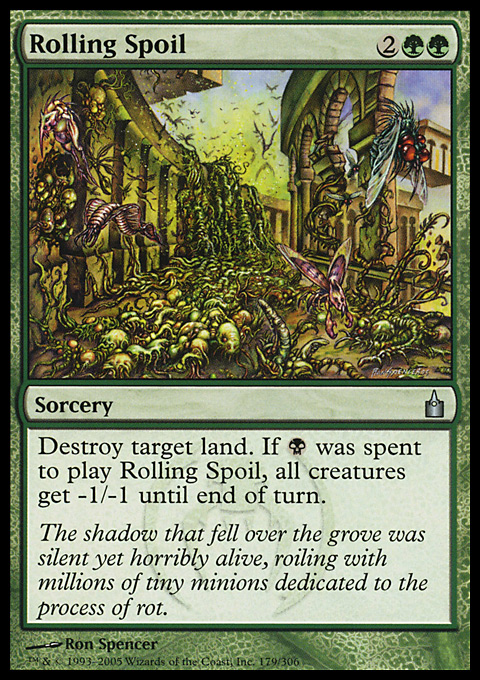 Rolling Spoil 2
Sorcery
Destroy target land. If was spent
to play Rolling Spoil, all creatures
get -1/-1 until end of turn.
The shadow that fell over the grove was
silent yet horribly alive, roiling with
millions of tiny minions dedicated to the
process of rot.
Ron Spencer
™ & © 1993–2005 Wizards of the Coast, Inc. 179/306